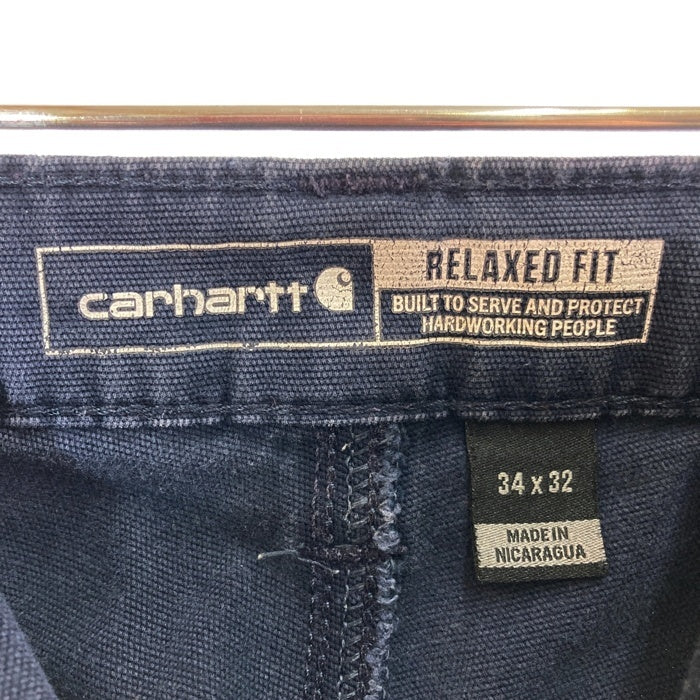 carhartt
RELAXED FIT
BUILT TO SERVE AND PROTECT
HARDWORKING PEOPLE
34 x 32
MADE IN
NICARAGUA